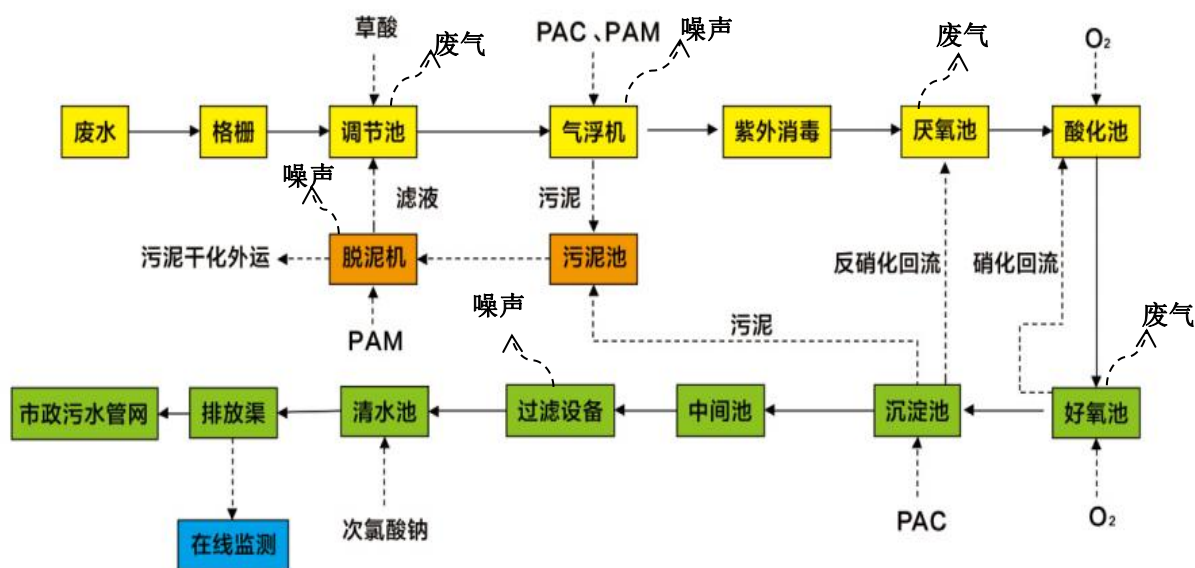 草酸
废气
PAC、PAM
噪声
废气
O₂
废水
格栅
调节池
气浮机
紫外消毒
厌氧池
酸化池
噪声
滤液
污泥
污泥干化外运
脱泥机
污泥池
反硝化回流
硝化回流
PAM
噪声
污泥
废气
市政污水管网
排放渠
清水池
过滤设备
中间池
沉淀池
好氧池
在线监测
次氯酸钠
PAC
O₂